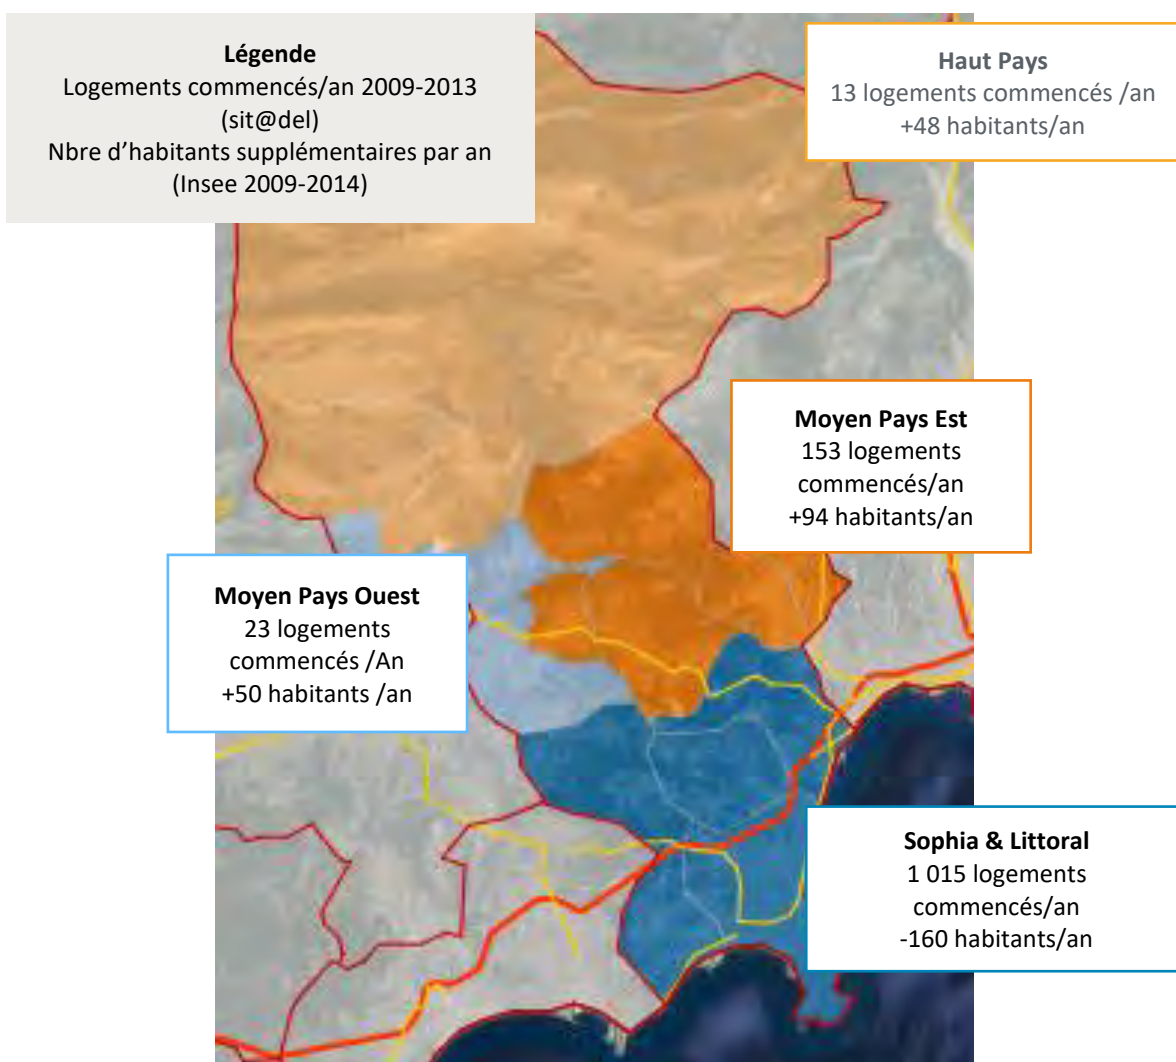 Légende
Logements commencés/an 2009-2013
(sit@del)
Nbre d'habitants supplémentaires par an
(Insee 2009-2014)
Haut Pays
13 logements commencés /an
+48 habitants/an
Moyen Pays Est
153 logements
commencés/an
+94 habitants/an
Moyen Pays Ouest
23 logements
commencés /An
+50 habitants /an
Sophia & Littoral
1 015 logements
commencés/an
-160 habitants/an